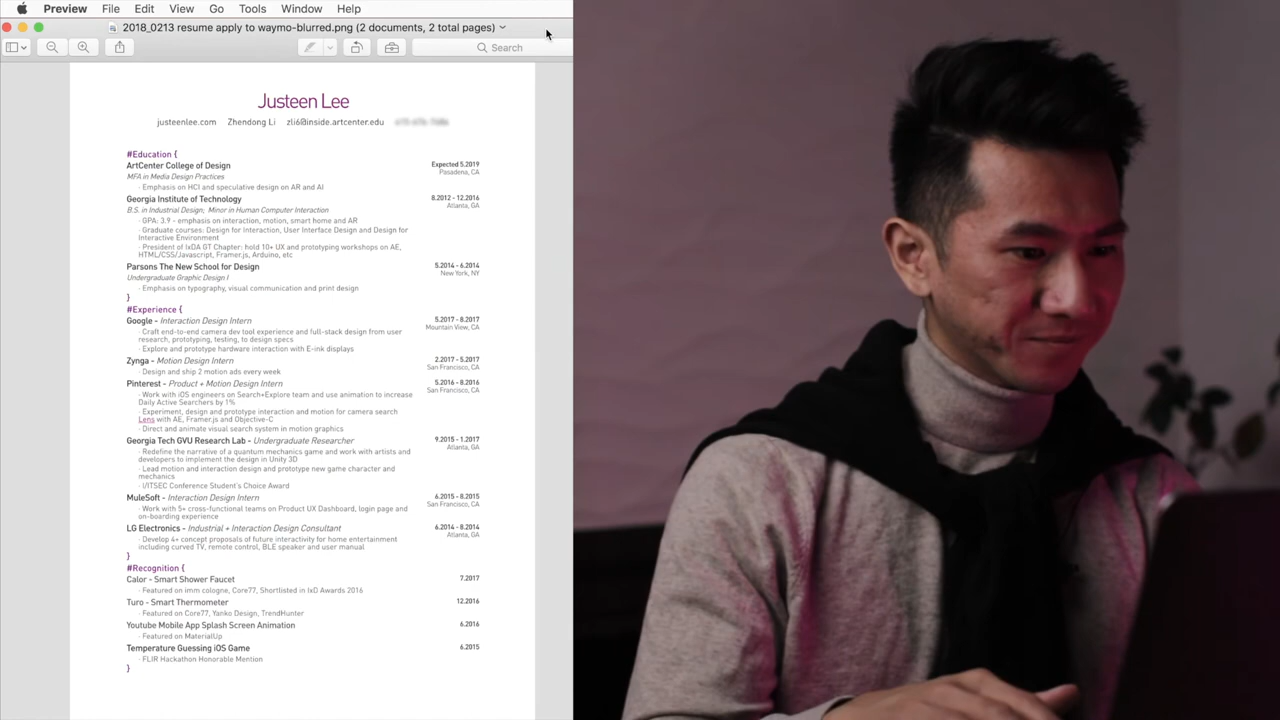 Preview File Edit View Go Tools Window Help
2018_0213 resume apply to waymo-blurred.png (2 documents, 2 total pages)
Search
Justeen Lee
justeenlee.com Zhendong Li zli6@inside.artcenter.edu
#Education {
ArtCenter College of Design Expected 5.2019
MFA in Media Design Practices Pasadena, CA
· Emphasis on HCI and speculative design on AR and AI
Georgia Institute of Technology 8.2012 - 12.2016
B.S. in Industrial Design; Minor in Human Computer Interaction Atlanta, GA
· GPA: 3.9 - emphasis on interaction, motion, smart home and AR
· Graduate courses: Design for Interaction, User Interface Design and Design for
Interactive Environment
· President of IxDA GT Chapter: hold 10+ UX and prototyping workshops on AE,
HTML/CSS/Javascript, Framer.js, Arduino, etc
Parsons The New School for Design 5.2014 - 6.2014
Undergraduate Graphic Design I New York, NY
· Emphasis on typography, visual communication and print design
}
#Experience {
Google - Interaction Design Intern 5.2017 - 8.2017
Mountain View, CA
· Craft end-to-end camera dev tool experience and full-stack design from user
research, prototyping, testing, to design specs
· Explore and prototype hardware interaction with E-ink displays
Zynga - Motion Design Intern 2.2017 - 5.2017
San Francisco, CA
· Design and ship 2 motion ads every week
Pinterest - Product + Motion Design Intern 5.2016 - 8.2016
San Francisco, CA
· Work with iOS engineers on Search+Explore team and use animation to increase
Daily Active Searchers by 1%
· Experiment, design and prototype interaction and motion for camera search
Lens with AE, Framer.js and Objective-C
· Direct and animate visual search system in motion graphics
Georgia Tech GVU Research Lab - Undergraduate Researcher 9.2015 - 1.2017
Atlanta, GA
· Redefine the narrative of a quantum mechanics game and work with artists and
developers to implement the design in Unity 3D
· Lead motion and interaction design and prototype new game character and
mechanics
· I/ITSEC Conference Student's Choice Award
MuleSoft - Interaction Design Intern 6.2015 - 8.2015
San Francisco, CA
· Work with 5+ cross-functional teams on Product UX Dashboard, login page and
on-boarding experience
LG Electronics - Industrial + Interaction Design Consultant 6.2014 - 8.2014
Atlanta, GA
· Develop 4+ concept proposals of future interactivity for home entertainment
including curved TV, remote control, BLE speaker and user manual
}
#Recognition {
Calor - Smart Shower Faucet 7.2017
· Featured on imm cologne, Core77, Shortlisted in IxD Awards 2016
Turo - Smart Thermometer 12.2016
· Featured on Core77, Yanko Design, TrendHunter
Youtube Mobile App Splash Screen Animation 6.2016
· Featured on MaterialUp
Temperature Guessing iOS Game 6.2015
· FLIR Hackathon Honorable Mention
}